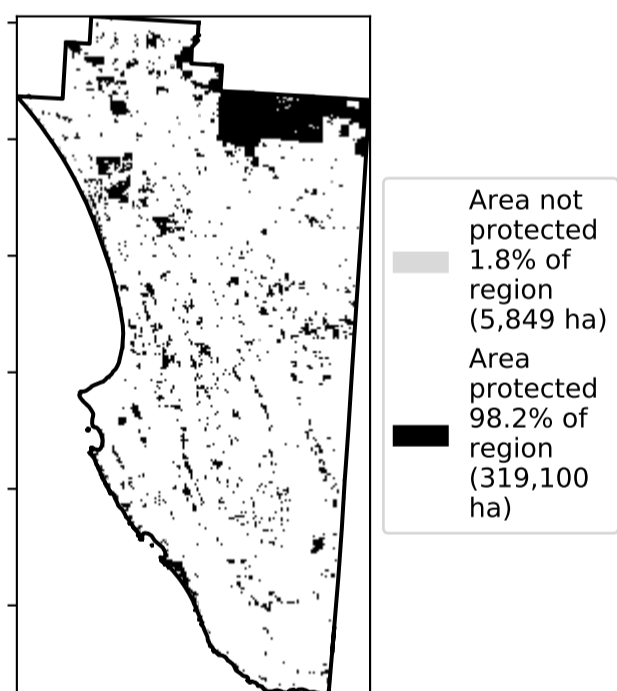 Area not
protected
1.8% of
region
(5,849 ha)
Area
protected
98.2% of
region
(319,100
ha)